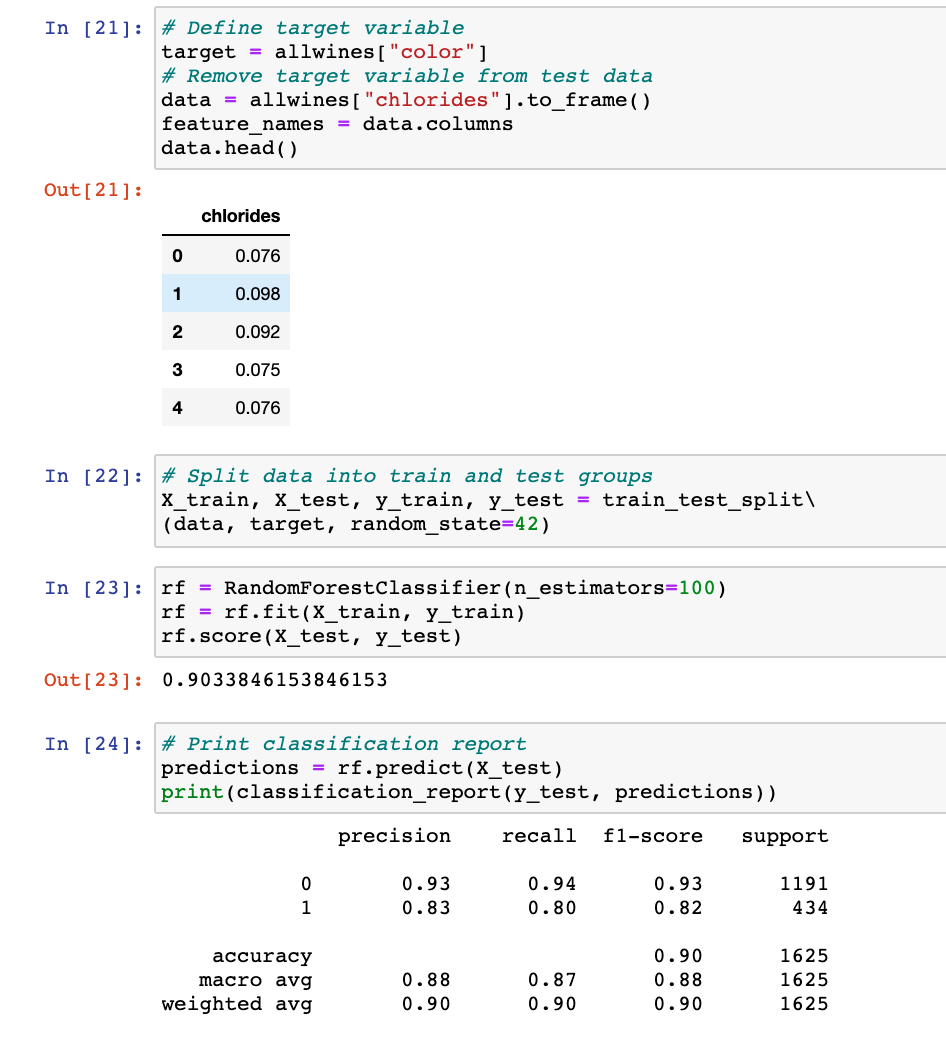 In [21]: # Define target variable
target = allwines["color"]
# Remove target variable from test data
data = allwines["chlorides"].to_frame()
feature_names = data.columns
data.head()
Out[21]:
chlorides
0 0.076
1 0.098
2 0.092
3 0.075
4 0.076
In [22]: # Split data into train and test groups
X_train, X_test, y_train, y_test = train_test_split\
(data, target, random_state=42)
In [23]: rf = RandomForestClassifier(n_estimators=100)
rf = rf.fit(X_train, y_train)
rf.score(X_test, y_test)
Out[23]: 0.9033846153846153
In [24]: # Print classification report
predictions = rf.predict(X_test)
print(classification_report(y_test, predictions))
precision recall f1-score support
0 0.93 0.94 0.93 1191
1 0.83 0.80 0.82 434
accuracy 0.90 1625
macro avg 0.88 0.87 0.88 1625
weighted avg 0.90 0.90 0.90 1625